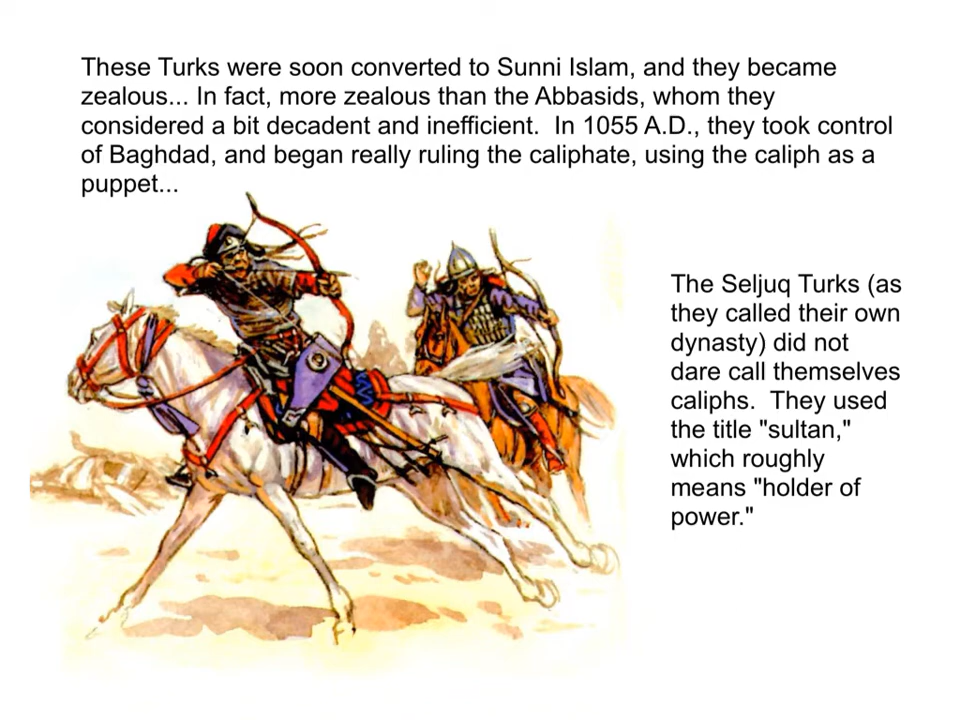 These Turks were soon converted to Sunni Islam, and they became
zealous... In fact, more zealous than the Abbasids, whom they
considered a bit decadent and inefficient.  In 1055 A.D., they took control
of Baghdad, and began really ruling the caliphate, using the caliph as a
puppet...
The Seljuq Turks (as
they called their own
dynasty) did not
dare call themselves
caliphs.  They used
the title "sultan,"
which roughly
means "holder of
power."